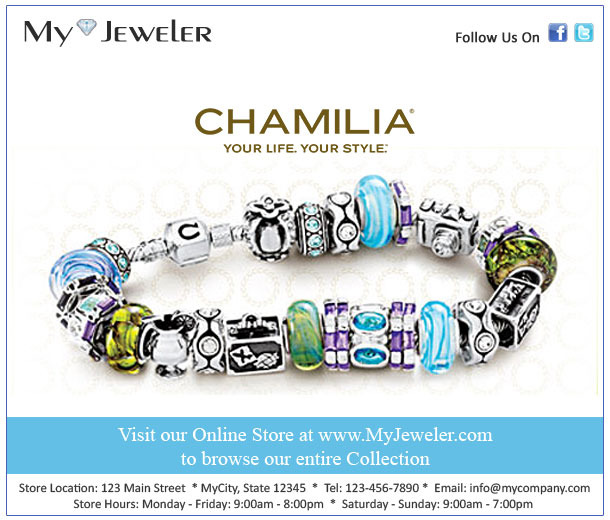 My Jeweler
Follow Us On
CHAMILIA®
YOUR LIFE. YOUR STYLE.™
Visit our Online Store at www.MyJeweler.com
to browse our entire Collection
Store Location: 123 Main Street * MyCity, State 12345 * Tel: 123-456-7890 * Email: info@mycompany.com
Store Hours: Monday - Friday: 9:00am - 8:00pm * Saturday - Sunday: 9:00am - 7:00pm